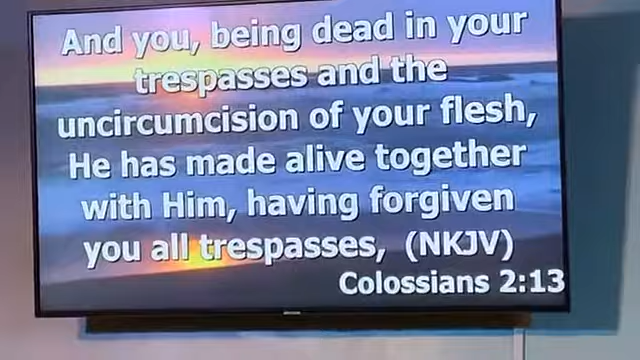 And you, being dead in your
trespasses and the
uncircumcision of your flesh,
He has made alive together
with Him, having forgiven
you all trespasses, (NKJV)
Colossians 2:13